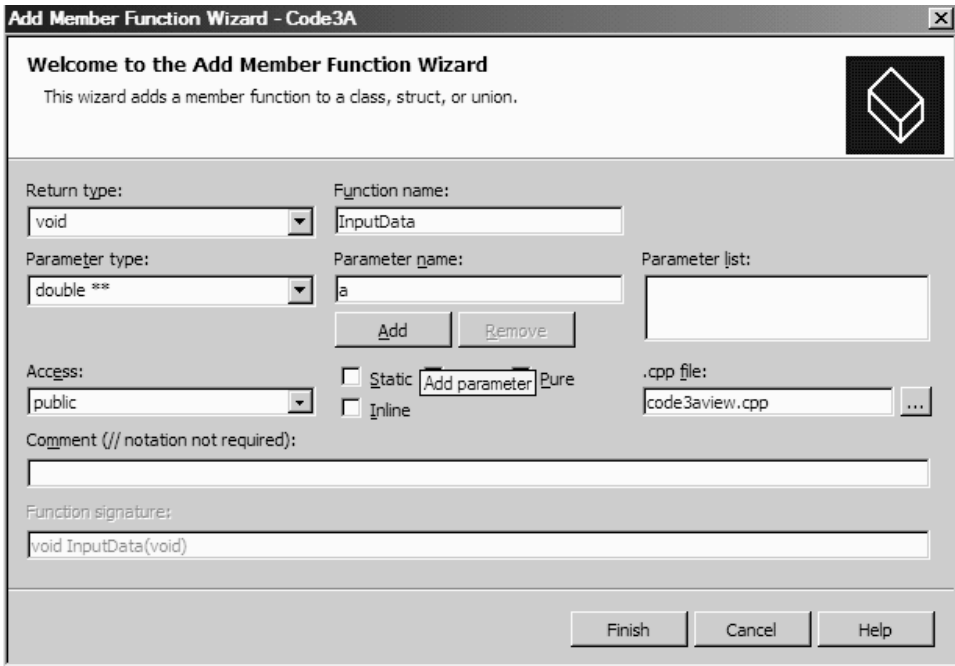 Add Member Function Wizard - Code3A
Welcome to the Add Member Function Wizard
This wizard adds a member function to a class, struct, or union.
Return type:
Function name:
void
InputData
Parameter type:
Parameter name:
Parameter list:
double **
a
Add
Remove
Access:
Static
Add parameter
Pure
.cpp file:
public
Inline
code3aview.cpp
...
Comment (// notation not required):
Function signature:
void InputData(void)
Finish
Cancel
Help